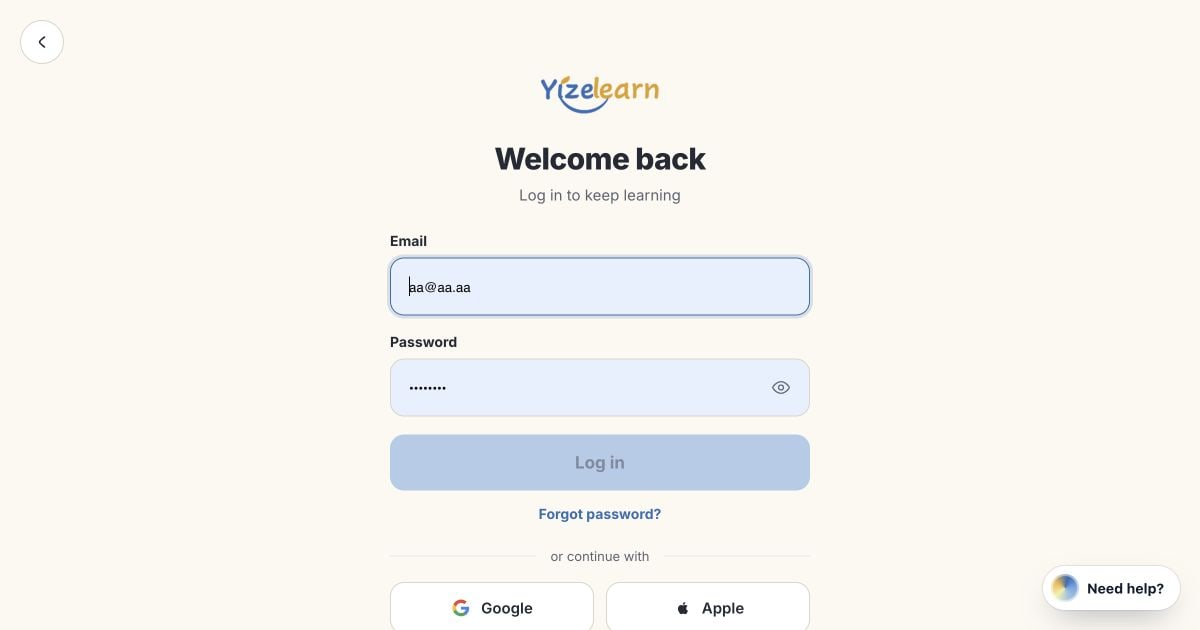 Yizelearn
Welcome back
Log in to keep learning
Email
aa@aa.aa
Password
••••••••
Log in
Forgot password?
or continue with
Google
Apple
Need help?